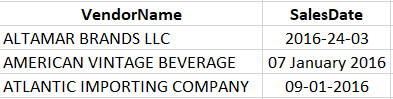 VendorName SalesDate
ALTAMAR BRANDS LLC 2016-24-03
AMERICAN VINTAGE BEVERAGE 07 January 2016
ATLANTIC IMPORTING COMPANY 09-01-2016